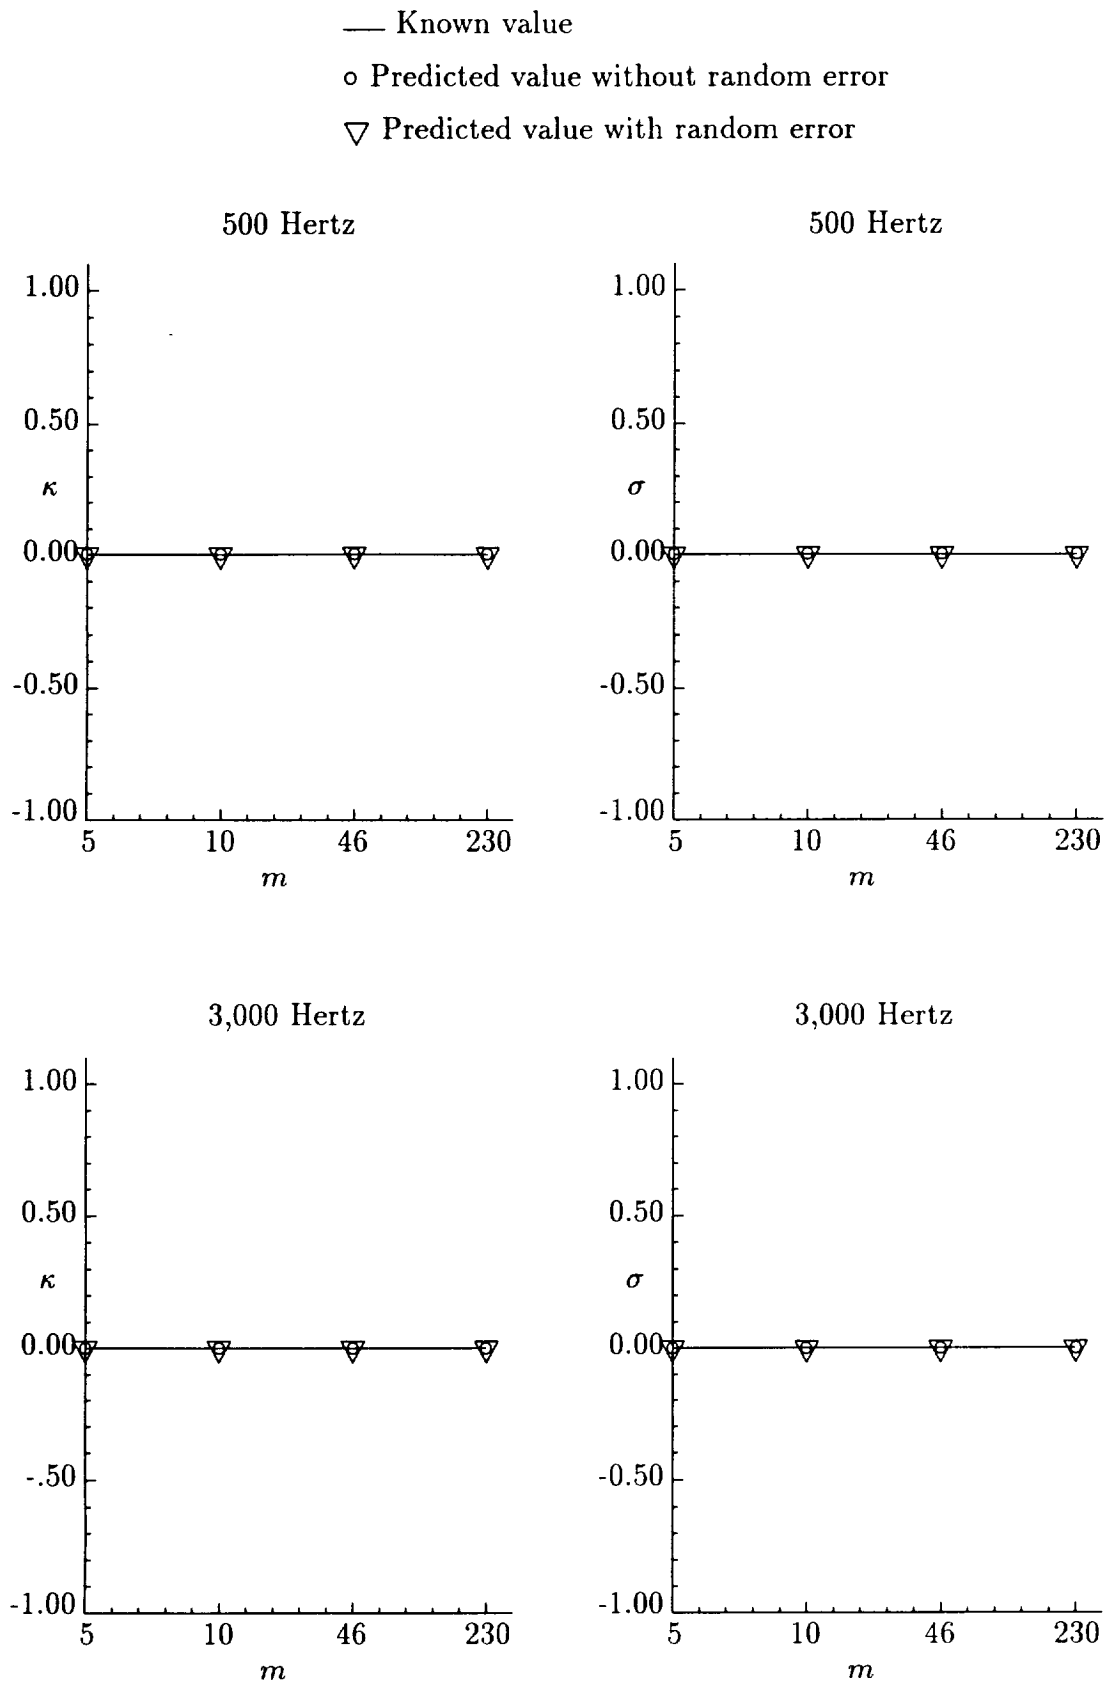 Known value
Predicted value without random error
Predicted value with random error
500 Hertz
1.00
0.50
κ
0.00
-0.50
-1.00
5 10 46 230
m
500 Hertz
1.00
0.50
σ
0.00
-0.50
-1.00
5 10 46 230
m
3,000 Hertz
1.00
0.50
κ
0.00
-.50
-1.00
5 10 46 230
m
3,000 Hertz
1.00
0.50
σ
0.00
-0.50
-1.00
5 10 46 230
m